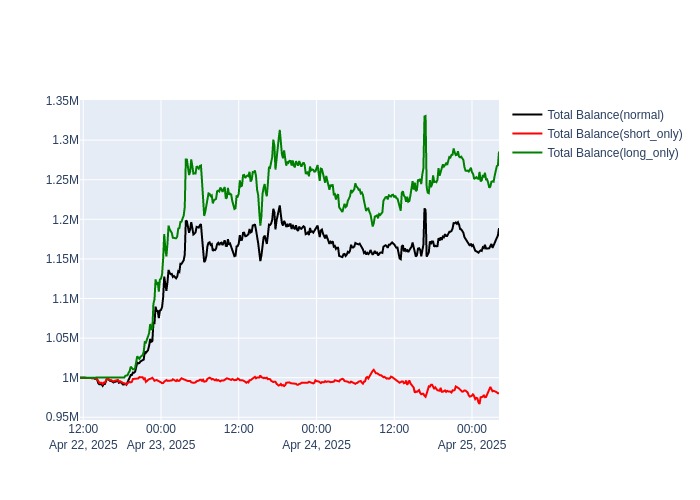 1.35M
1.3M
1.25M
1.2M
1.15M
1.1M
1.05M
1M
0.95M
12:00 00:00 12:00 00:00 12:00 00:00
Apr 22, 2025 Apr 23, 2025 Apr 24, 2025 Apr 25, 2025
Total Balance(normal)
Total Balance(short_only)
Total Balance(long_only)